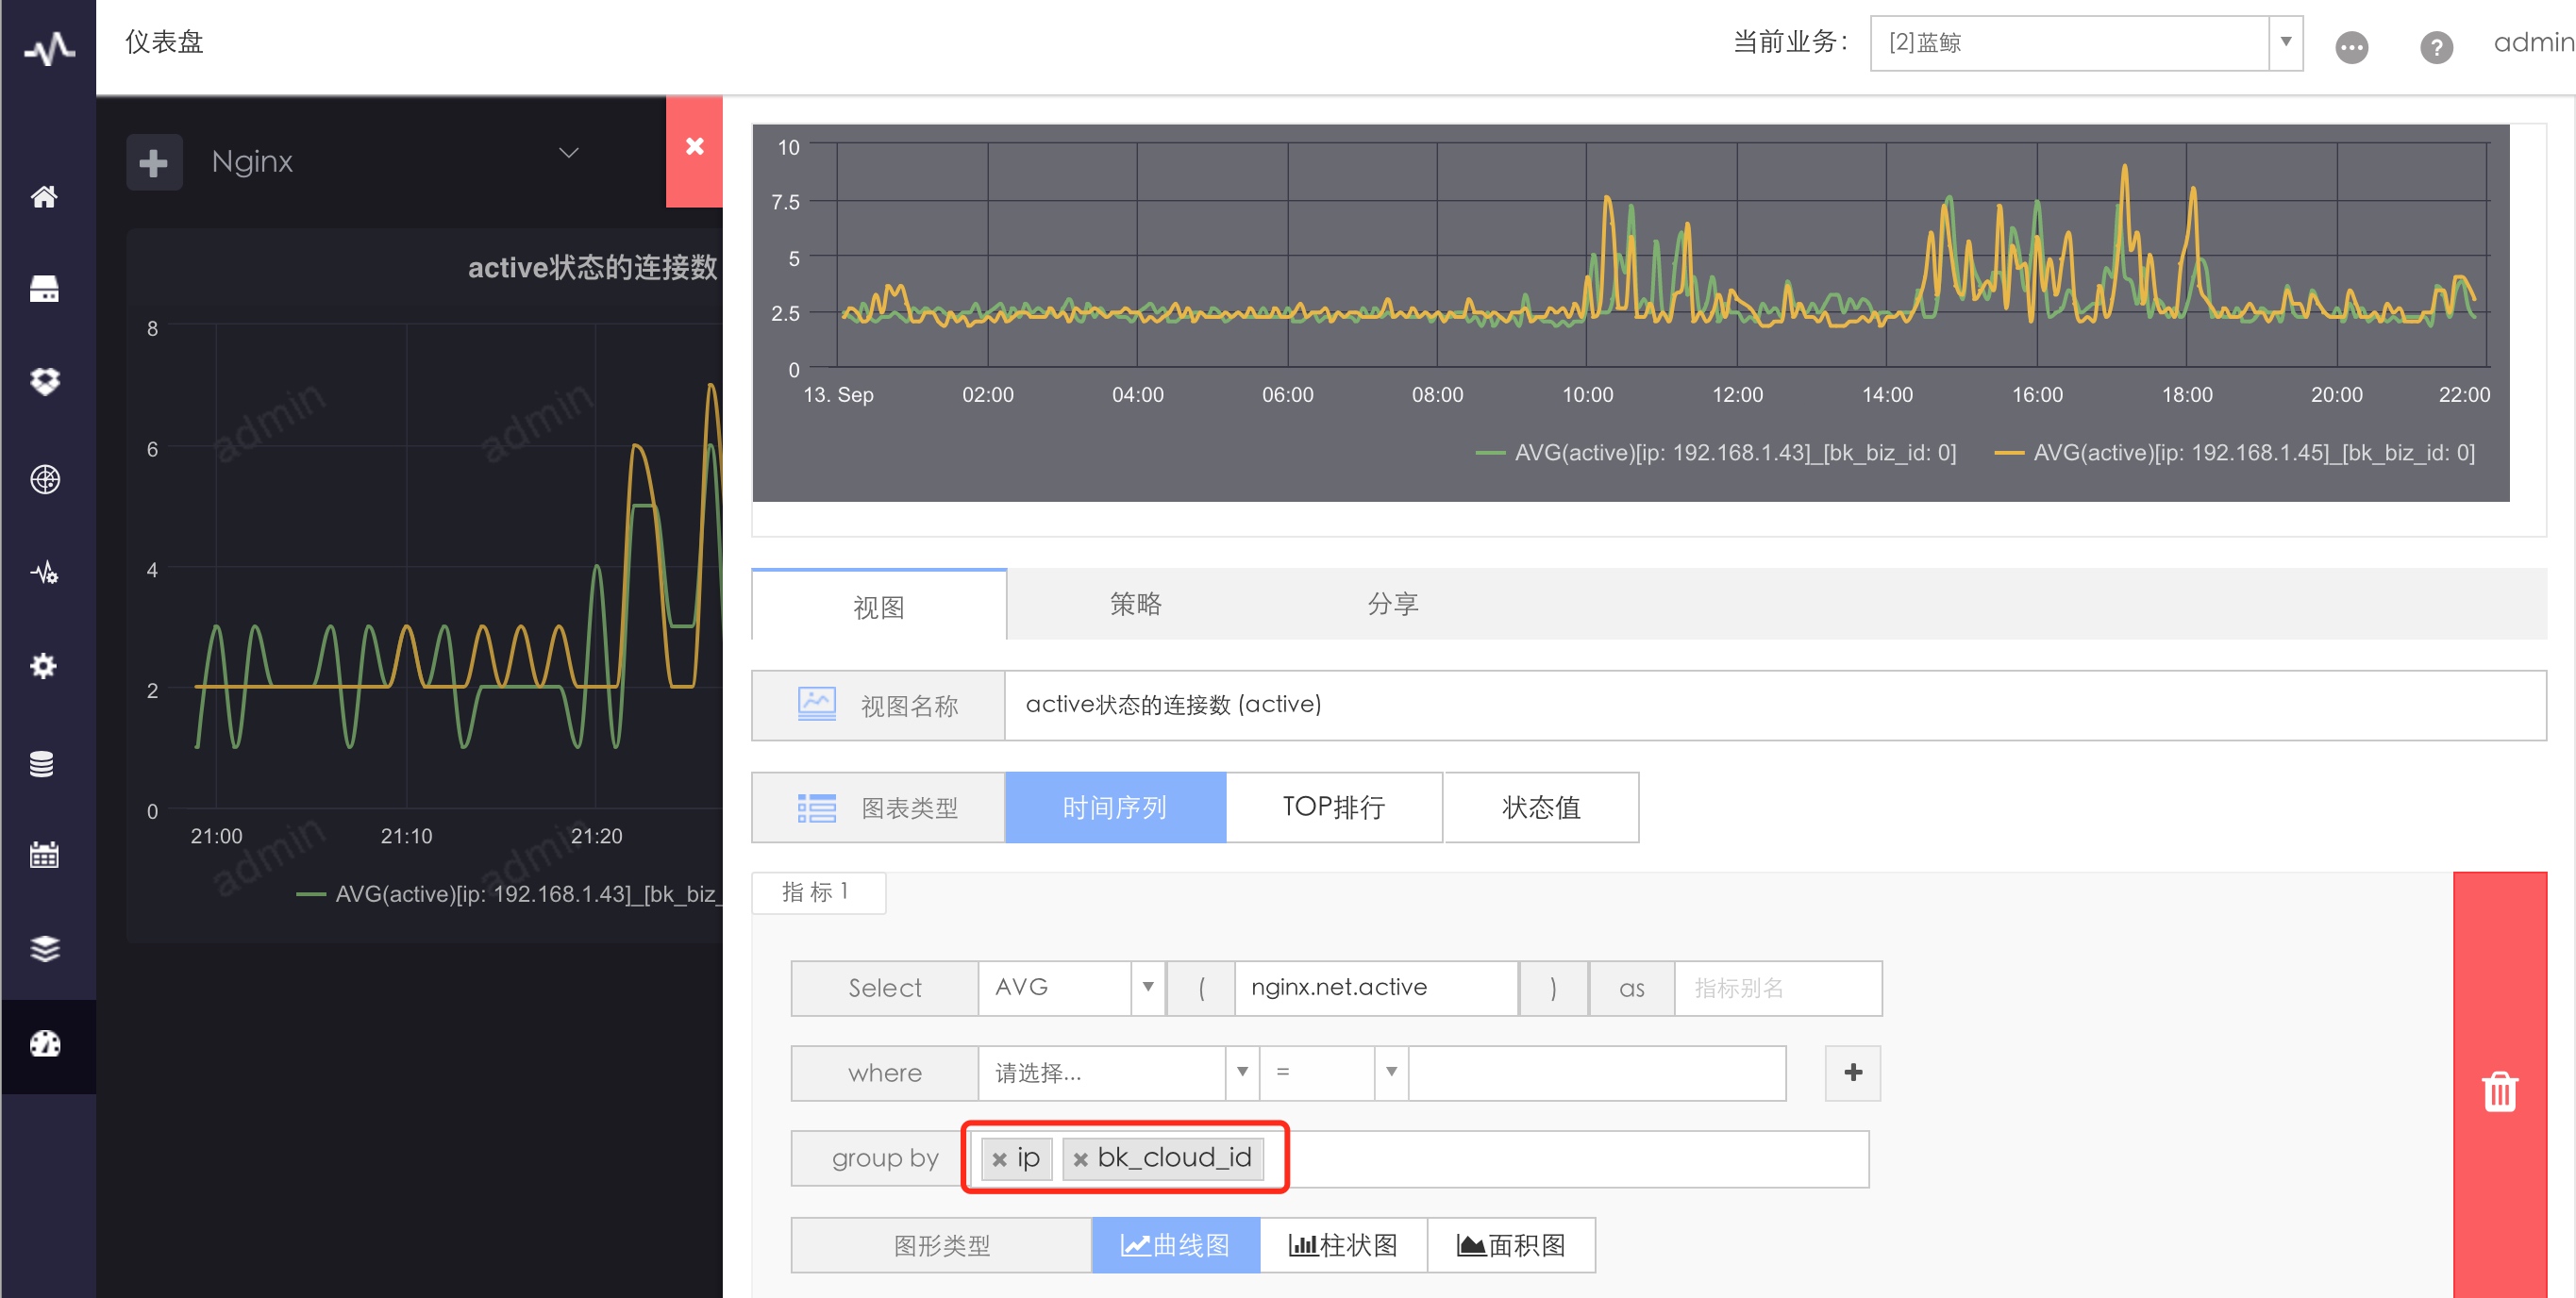 仪表盘
当前业务：
[2]蓝鲸
admin
Nginx
active状态的连接数
8
6
4
2
0
21:00
21:10
21:20
admin
admin
admin
admin
AVG(active)[ip: 192.168.1.43]_[bk_biz_
10
7.5
5
2.5
0
13. Sep
02:00
04:00
06:00
08:00
10:00
12:00
14:00
16:00
18:00
20:00
22:00
AVG(active)[ip: 192.168.1.43]_[bk_biz_id: 0]
AVG(active)[ip: 192.168.1.45]_[bk_biz_id: 0]
视图
策略
分享
视图名称
active状态的连接数 (active)
图表类型
时间序列
TOP排行
状态值
指标1
Select
AVG
(
nginx.net.active
)
as
指标别名
where
请选择...
=
group by
ip
bk_cloud_id
图形类型
曲线图
柱状图
面积图